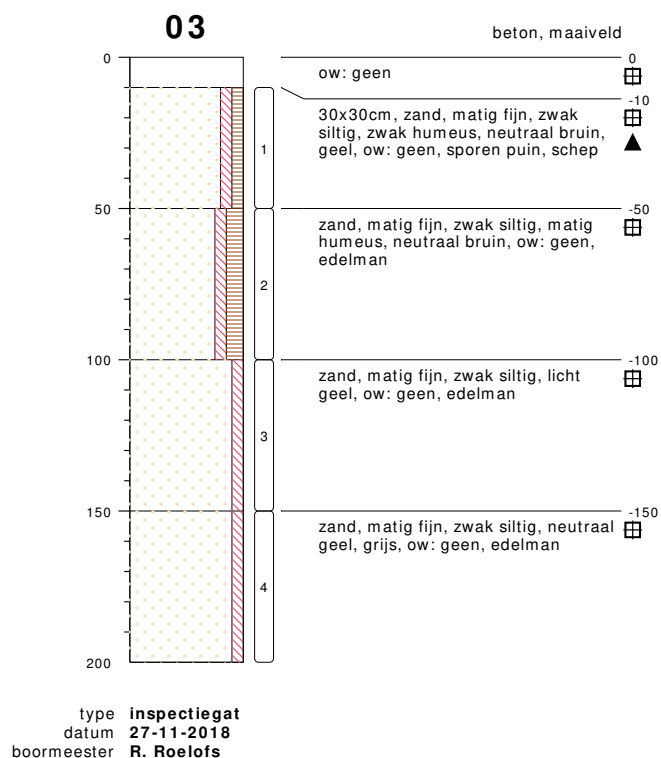 03
beton, maaiveld
0
0
ow: geen
-10
30x30cm, zand, matig fijn, zwak
siltig, zwak humeus, neutraal bruin,
geel, ow: geen, sporen puin, schep
1
50
-50
zand, matig fijn, zwak siltig, matig
humeus, neutraal bruin, ow: geen,
edelman
2
100
-100
zand, matig fijn, zwak siltig, licht
geel, ow: geen, edelman
3
150
-150
zand, matig fijn, zwak siltig, neutraal
geel, grijs, ow: geen, edelman
4
200
type inspectiegat
datum 27-11-2018
boormeester R. Roelofs